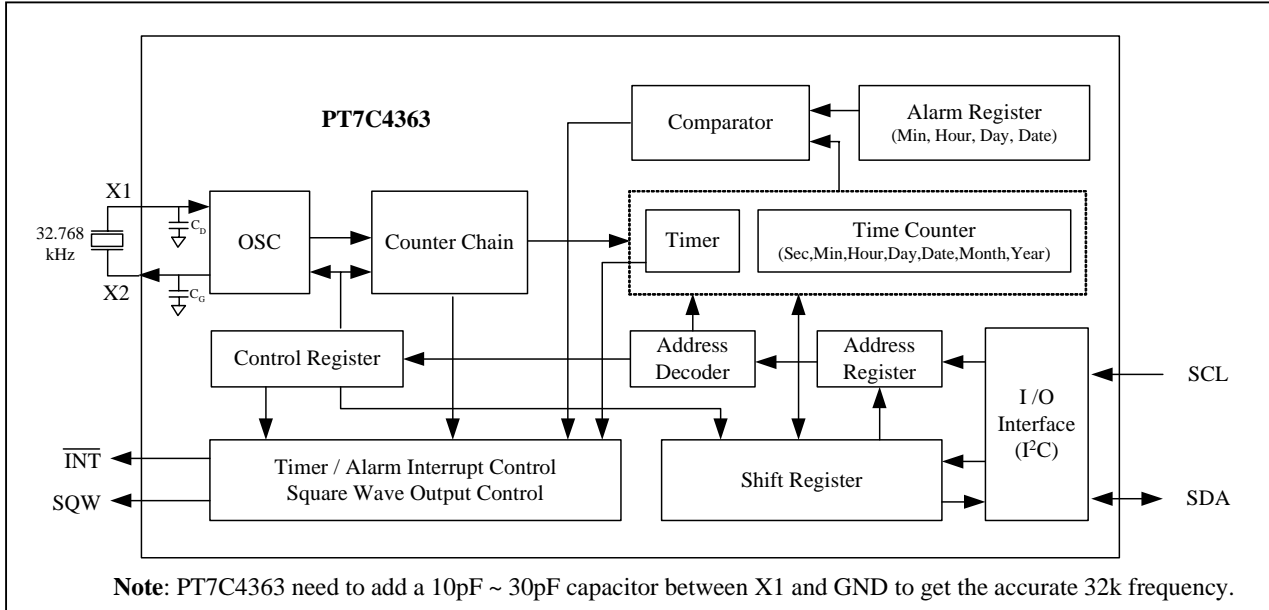 PT7C4363
Comparator
Alarm Register
(Min, Hour, Day, Date)
X1
C_D
32.768
kHz
OSC
Counter Chain
Timer
Time Counter
(Sec,Min,Hour,Day,Date,Month,Year)
X2
C_G
Control Register
Address
Decoder
Address
Register
I /O
Interface
(I²C)
SCL
INT
SQW
Timer / Alarm Interrupt Control
Square Wave Output Control
Shift Register
SDA
Note: PT7C4363 need to add a 10pF ~ 30pF capacitor between X1 and GND to get the accurate 32k frequency.